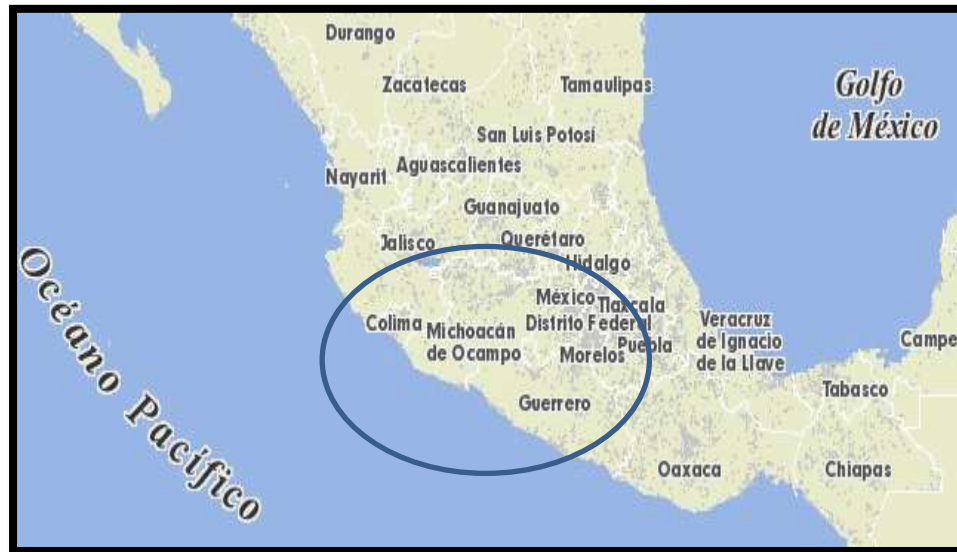 Durango
Zacatecas
Tamaulipas
Golfo
de México
San Luis Potosí
Aguascalientes
Nayarit
Guanajuato
Jalisco
Querétaro
Hidalgo
México
Tlaxcala
Colima
Michoacán
de Ocampo
Distrito Federal
Veracruz
de Ignacio
de la Llave
Puebla
Morelos
Campe
Tabasco
Guerrero
Oaxaca
Chiapas
Océano Pacífico